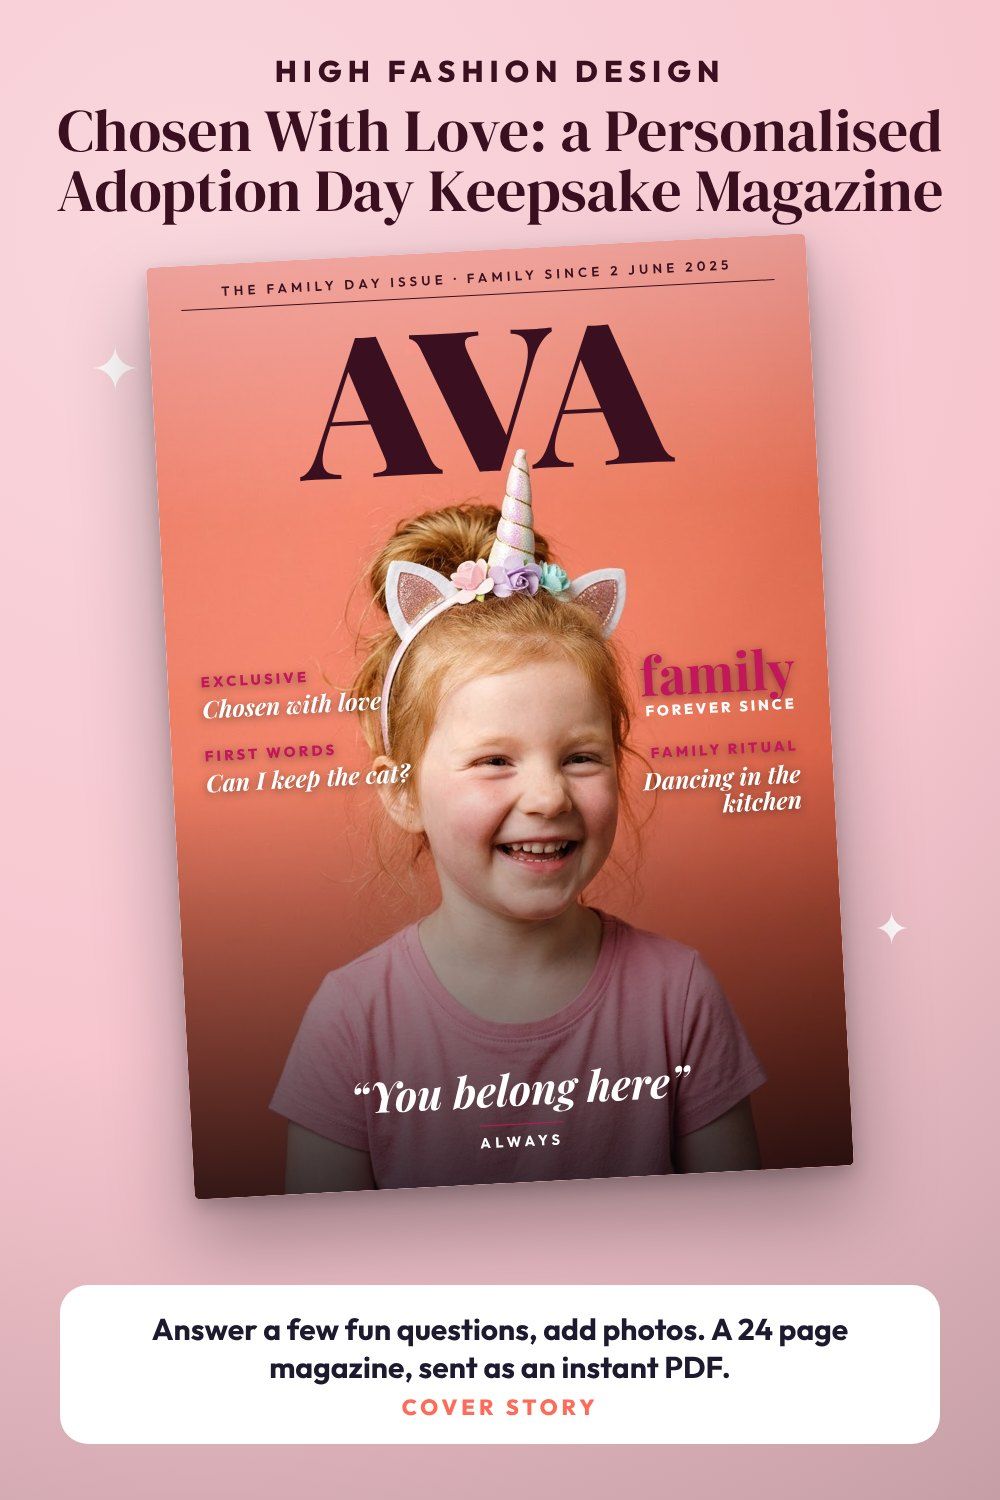 HIGH FASHION DESIGN
Chosen With Love: a Personalised
Adoption Day Keepsake Magazine
THE FAMILY DAY ISSUE · FAMILY SINCE 2 JUNE 2025
AVA
EXCLUSIVE
Chosen with love
FIRST WORDS
Can I keep the cat?
family
FOREVER SINCE
FAMILY RITUAL
Dancing in the
kitchen
“You belong here”
ALWAYS
Answer a few fun questions, add photos. A 24 page
magazine, sent as an instant PDF.
COVER STORY